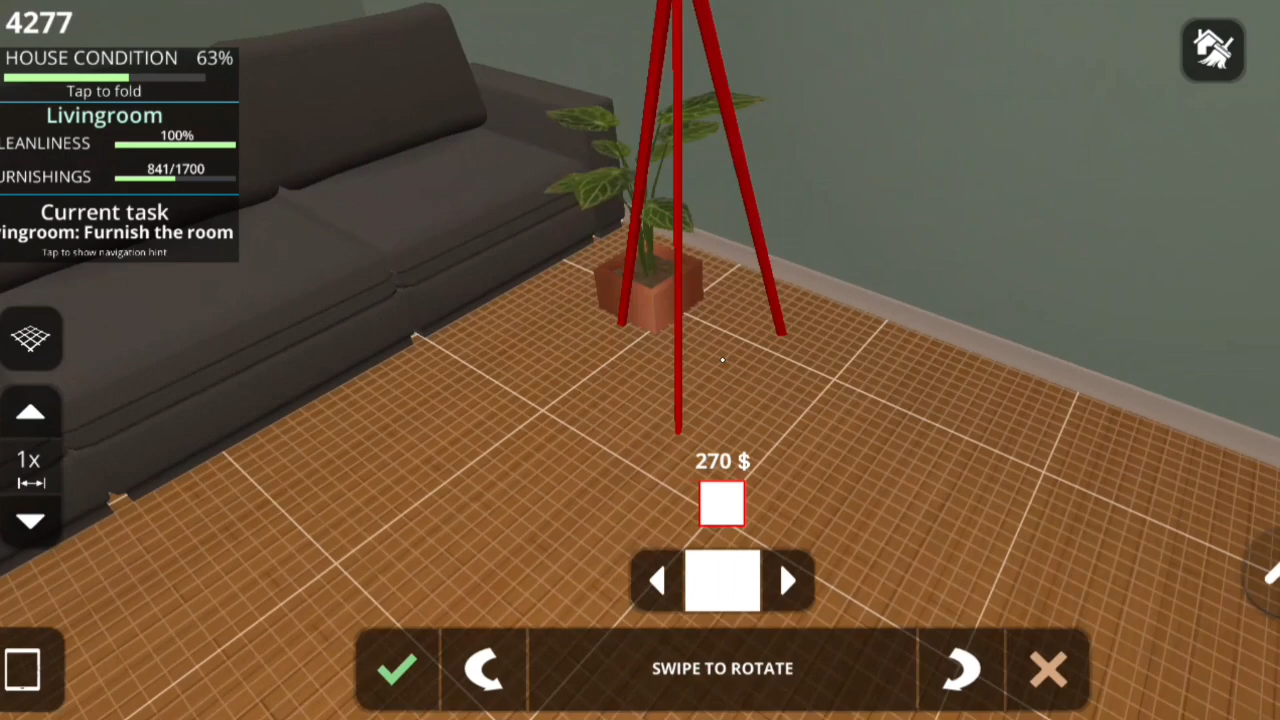 4277
HOUSE CONDITION 63%
Tap to fold
Livingroom
LEANLINESS 100%
URNISHINGS 841/1700
Current task
vingroom: Furnish the room
Tap to show navigation hint
1x
270 $
SWIPE TO ROTATE